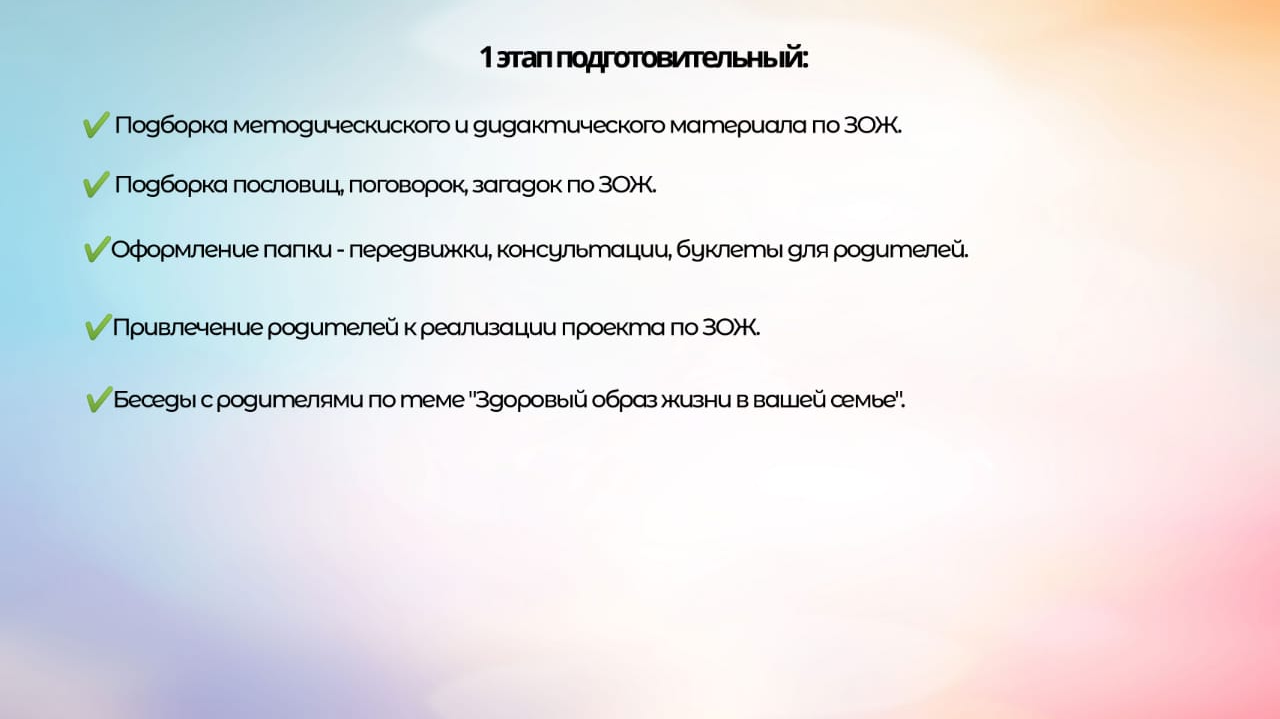 1 этап подготовительный:
✔ Подборка методическиского и дидактического материала по ЗОЖ.
✔ Подборка пословиц, поговорок, загадок по ЗОЖ.
✔Оформление папки - передвижки, консультации, буклеты для родителей.
✔Привлечение родителей к реализации проекта по ЗОЖ.
✔Беседы с родителями по теме "Здоровый образ жизни в вашей семье".